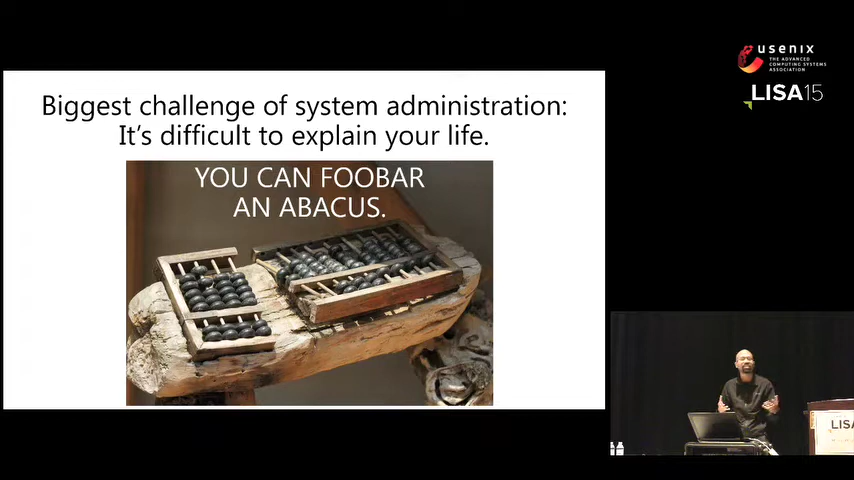 Biggest challenge of system administration:
It's difficult to explain your life.
YOU CAN FOOBAR
AN ABACUS.
usenix
THE ADVANCED
COMPUTING SYSTEMS
ASSOCIATION
LISA15
LISA